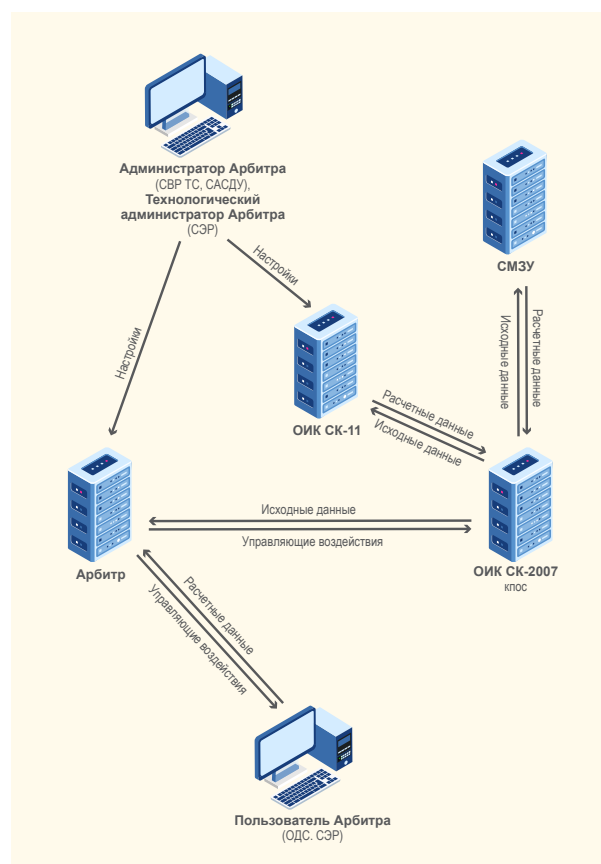 Администратор Арбитра
(СВР ТС, САСДУ),
Технологический
администратор Арбитра
(СЭР)
СМЗУ
Настройки
Настройки
Исходные данные
Расчетные данные
ОИК СК-11
Расчетные данные
Исходные данные
Исходные данные
Управляющие воздействия
Арбитр
ОИК СК-2007
кпос
Расчетные данные
Управляющие воздействия
Пользователь Арбитра
(ОДС. СЭР)